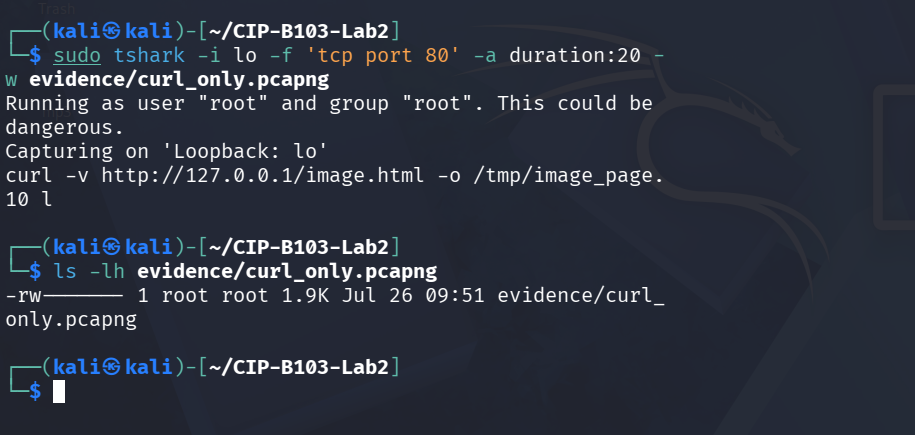 Trash
┌──(kali㉿kali)-[~/CIP-B103-Lab2]
└─$ sudo tshark -i lo -f 'tcp port 80' -a duration:20 -
w evidence/curl_only.pcapng
Running as user "root" and group "root". This could be
dangerous.
Capturing on 'Loopback: lo'
curl -v http://127.0.0.1/image.html -o /tmp/image_page.
10 l
┌──(kali㉿kali)-[~/CIP-B103-Lab2]
└─$ ls -lh evidence/curl_only.pcapng
-rw------- 1 root root 1.9K Jul 26 09:51 evidence/curl_
only.pcapng
┌──(kali㉿kali)-[~/CIP-B103-Lab2]
└─$